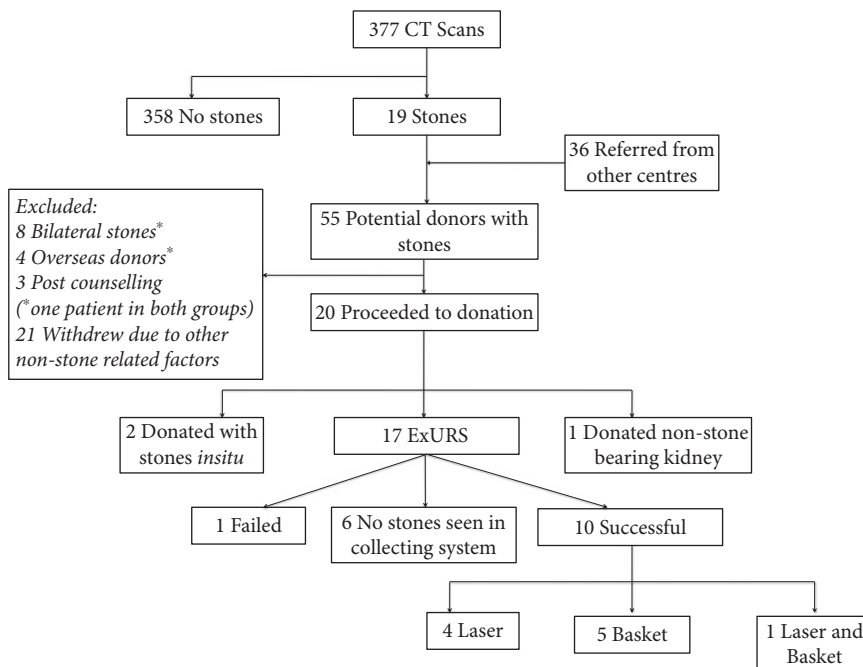 377 CT Scans
358 No stones
19 Stones
36 Referred from
other centres
55 Potential donors with
stones
Excluded:
8 Bilateral stones*
4 Overseas donors*
3 Post counselling
(*one patient in both groups)
21 Withdrew due to other
non-stone related factors
20 Proceeded to donation
2 Donated with
stones insitu
17 ExURS
1 Donated non-stone
bearing kidney
1 Failed
6 No stones seen in
collecting system
10 Successful
4 Laser
5 Basket
1 Laser and
Basket